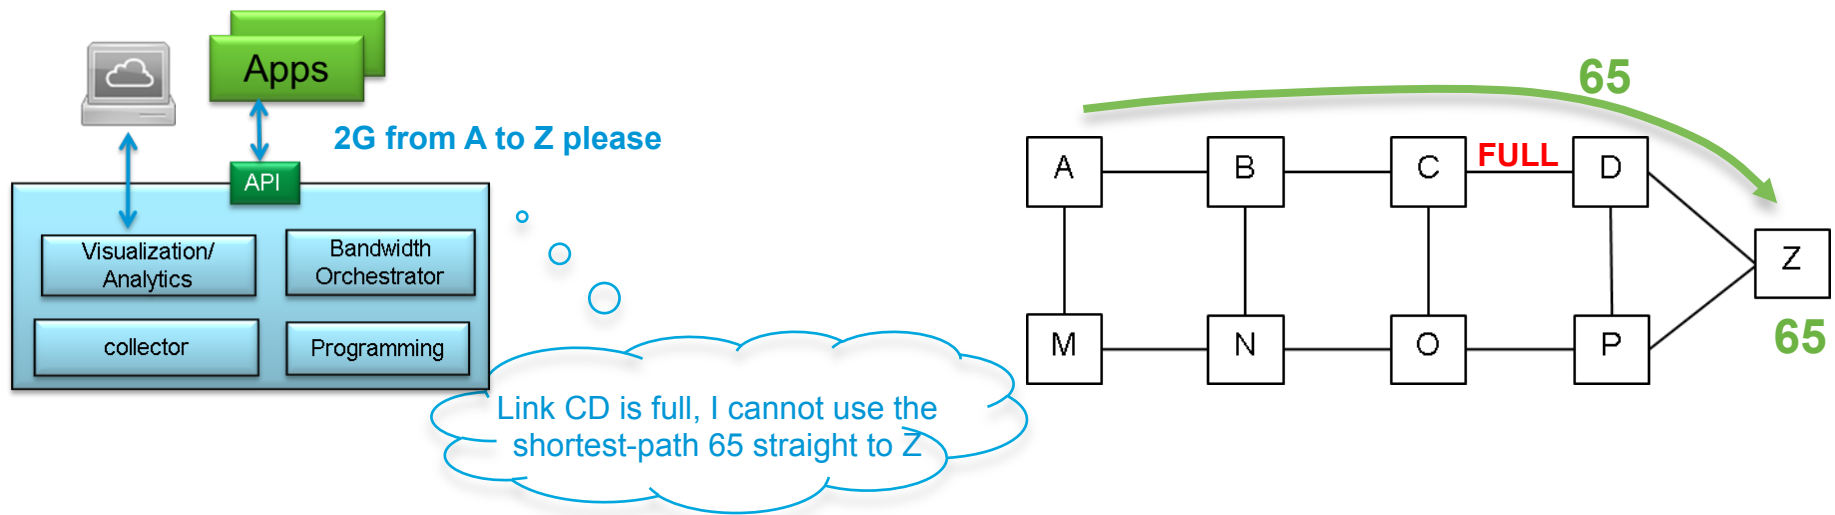 Apps
2G from A to Z please
API
Visualization/
Analytics
Bandwidth
Orchestrator
collector
Programming
Link CD is full, I cannot use the
shortest-path 65 straight to Z
65
A
B
C
FULL
D
Z
65
M
N
O
P